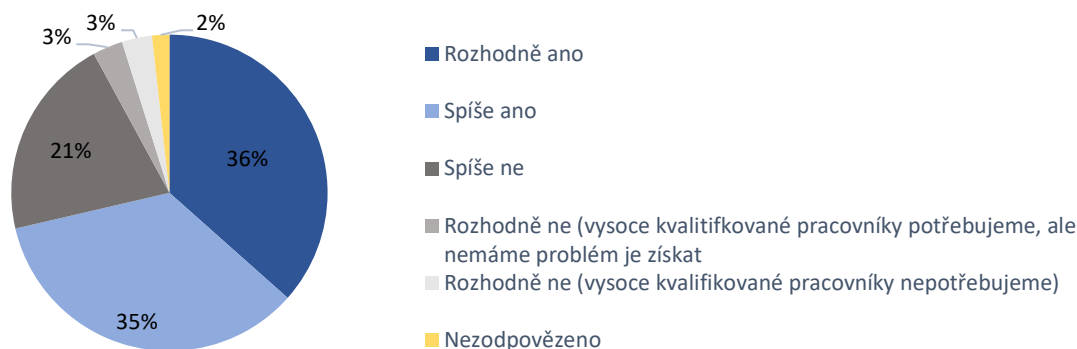 3%
3%
2%
36%
35%
21%
Rozhodně ano
Spíše ano
Spíše ne
Rozhodně ne (vysoce kvalitifkované pracovníky potřebujeme, ale
nemáme problém je získat
Rozhodně ne (vysoce kvalifikované pracovníky nepotřebujeme)
Nezodpovězeno